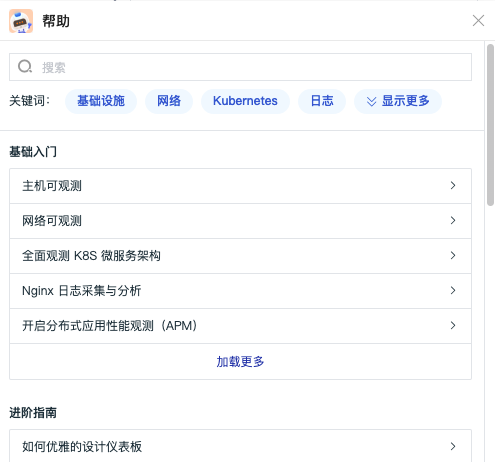 帮助
搜索
关键词： 基础设施 网络 Kubernetes 日志 显示更多
基础入门
主机可观测
网络可观测
全面观测 K8S 微服务架构
Nginx 日志采集与分析
开启分布式应用性能观测（APM）
加载更多
进阶指南
如何优雅的设计仪表板